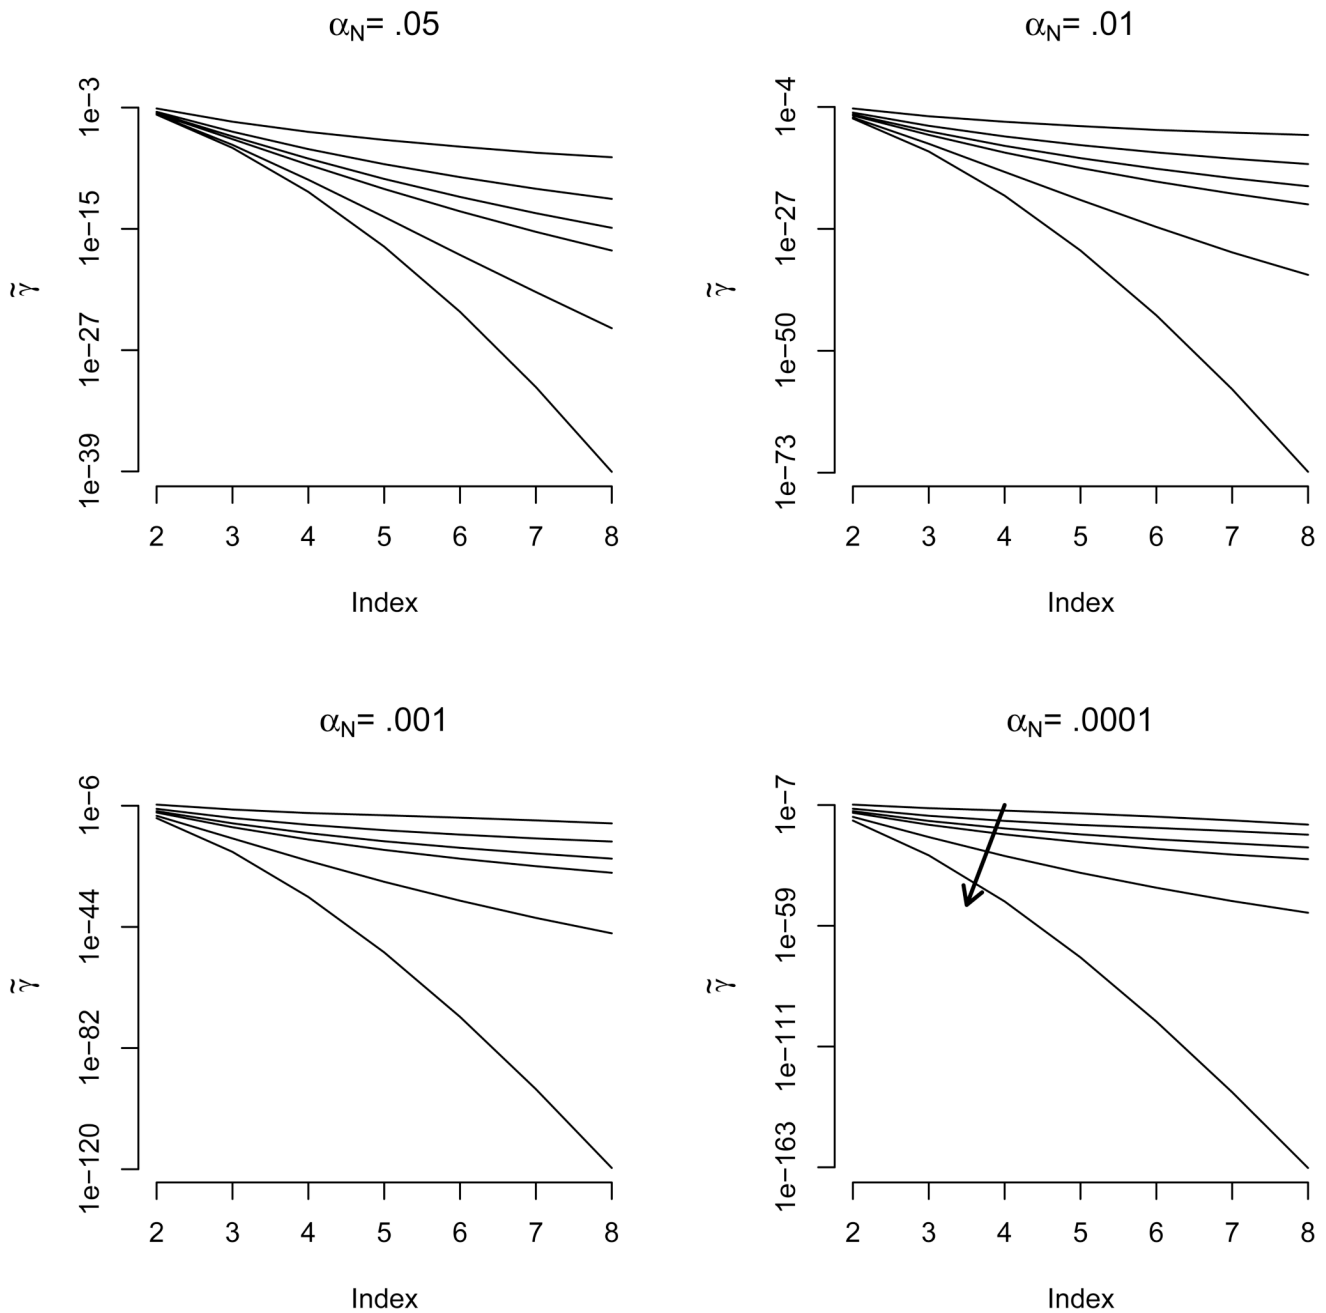 αN= .05
1e−3
1e−15
1e−27
1e−39
γ̃
2 3 4 5 6 7 8
Index
αN= .01
1e−4
1e−27
1e−50
1e−73
γ̃
2 3 4 5 6 7 8
Index
αN= .001
1e−6
1e−44
1e−82
1e−120
γ̃
2 3 4 5 6 7 8
Index
αN= .0001
1e−7
1e−59
1e−111
1e−163
γ̃
2 3 4 5 6 7 8
Index